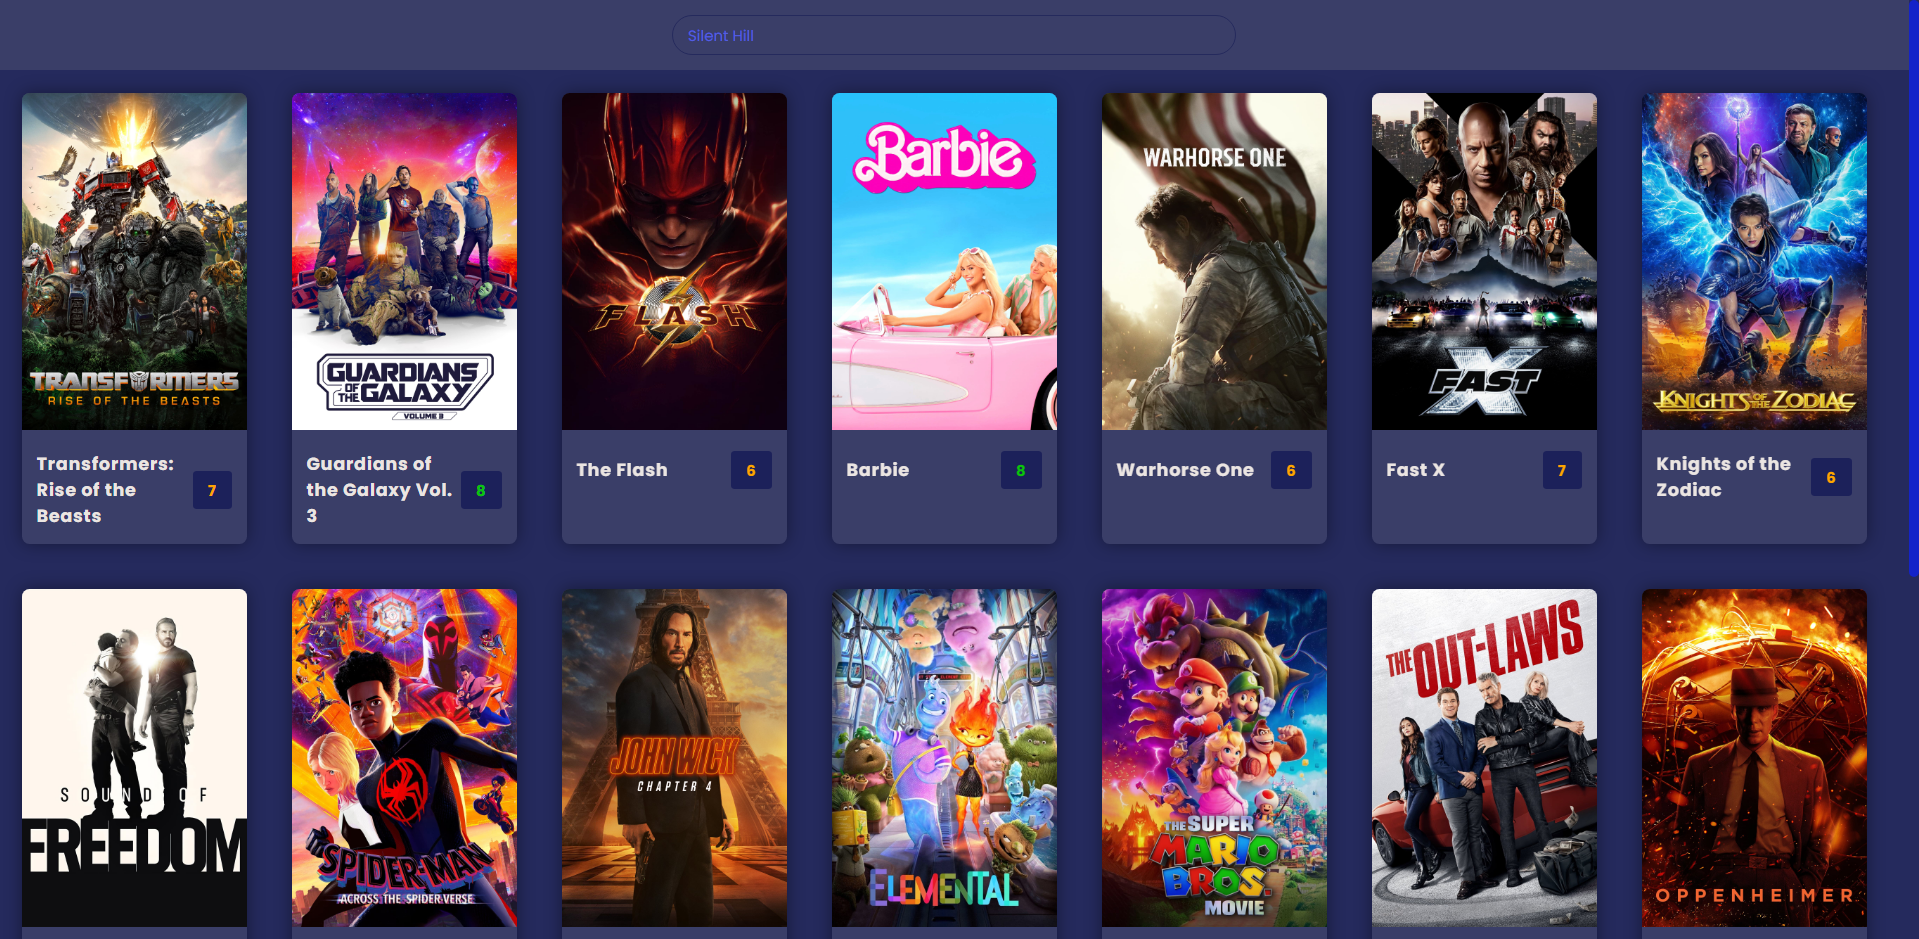 Silent Hill
TRANSFORMERS
RISE OF THE BEASTS
GUARDIANS
OF THE GALAXY
VOLUME 3
FLASH
Barbie
WARHORSE ONE
FAST X
KNIGHTS OF THE ZODIAC
Transformers:
Rise of the
Beasts
7
Guardians of
the Galaxy Vol.
3
8
The Flash
6
Barbie
8
Warhorse One
6
Fast X
7
Knights of the
Zodiac
6
SOUND OF
FREEDOM
SPIDER-MAN
ACROSS THE SPIDER-VERSE
JOHN WICK
CHAPTER 4
ELEMENTAL
THE SUPER
MARIO
BROS.
MOVIE
THE OUT-LAWS
OPPENHEIMER